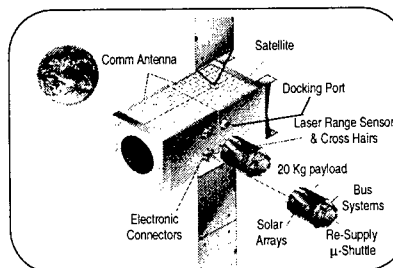 Satellite
Comm Antenna
Docking Port
Laser Range Sensor
& Cross Hairs
20 Kg payload
Bus
Systems
Electronic
Connectors
Solar
Arrays
Re-Supply
μ-Shuttle